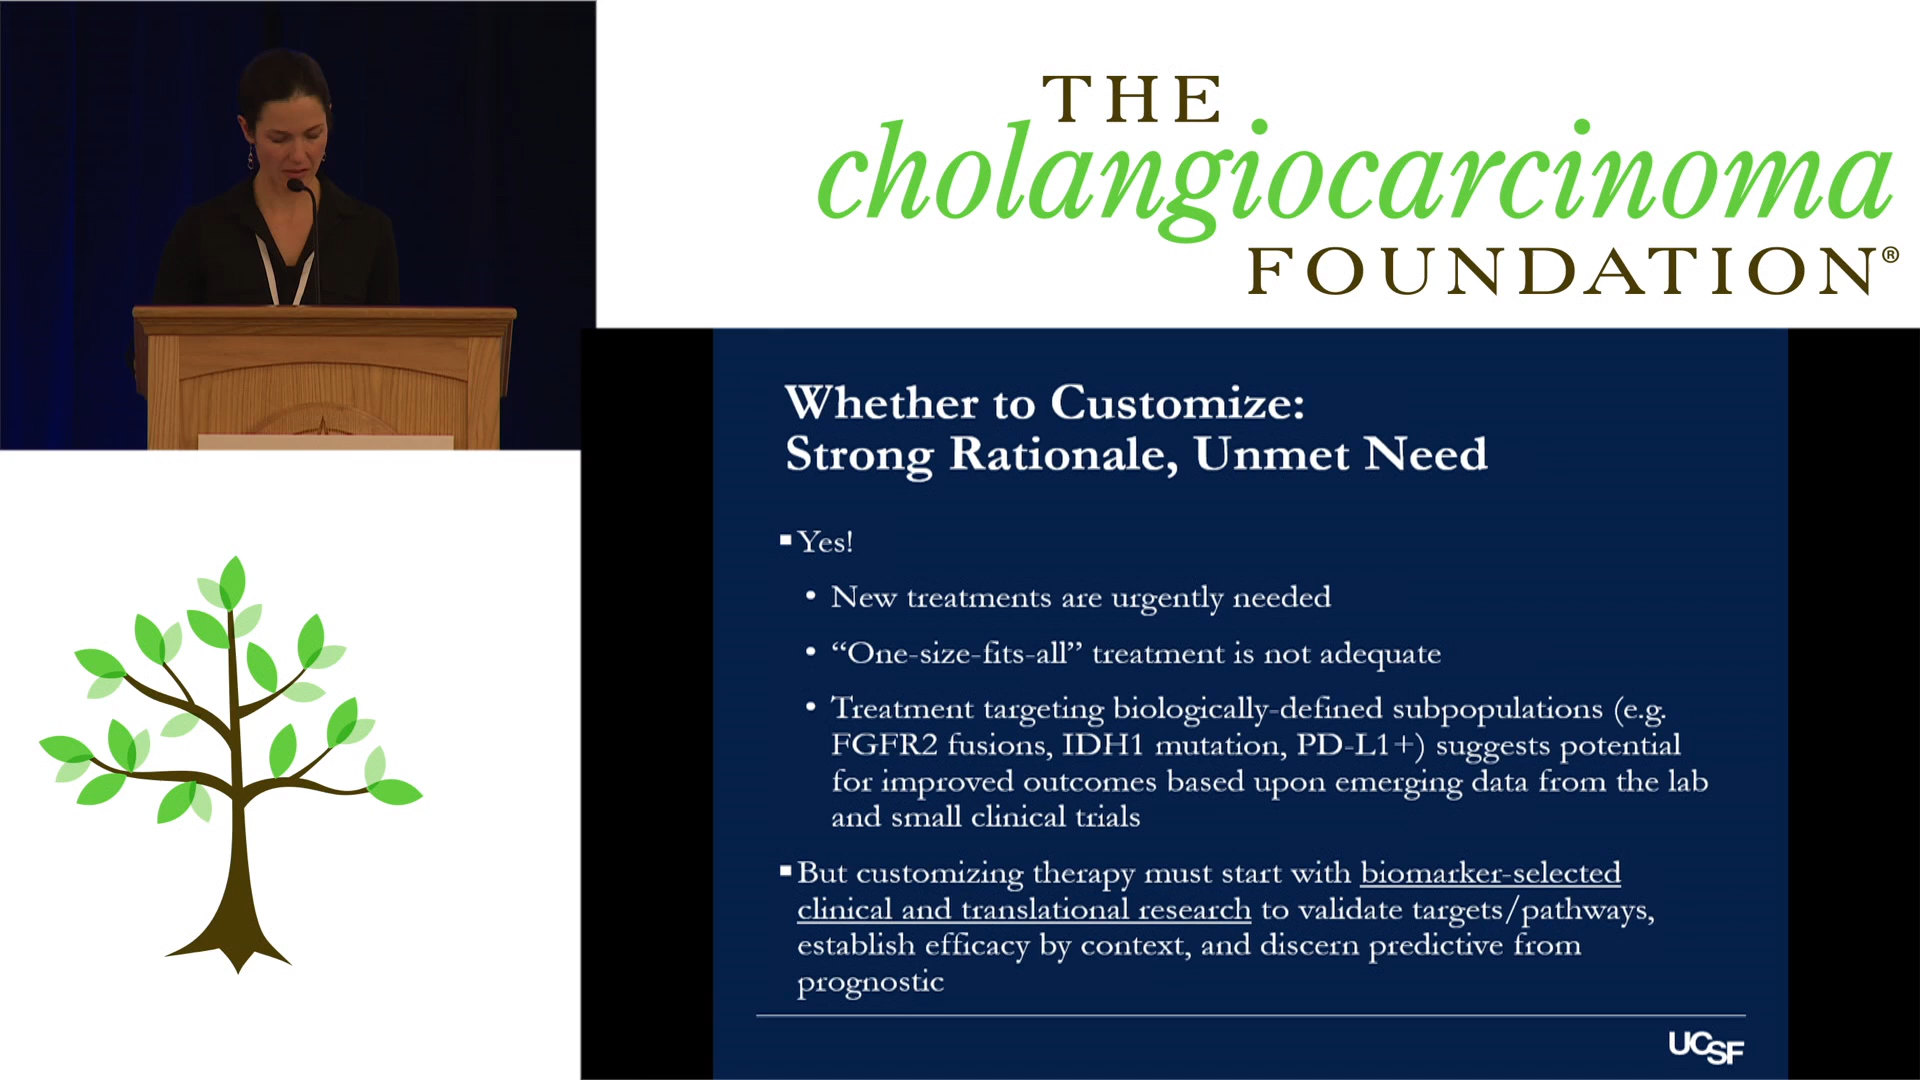 THE
cholangiocarcinoma
FOUNDATION®
Whether to Customize:
Strong Rationale, Unmet Need
▪ Yes!
• New treatments are urgently needed
• “One-size-fits-all” treatment is not adequate
• Treatment targeting biologically-defined subpopulations (e.g.
FGFR2 fusions, IDH1 mutation, PD-L1+) suggests potential
for improved outcomes based upon emerging data from the lab
and small clinical trials
▪ But customizing therapy must start with biomarker-selected
clinical and translational research to validate targets/pathways,
establish efficacy by context, and discern predictive from
prognostic
UCSF